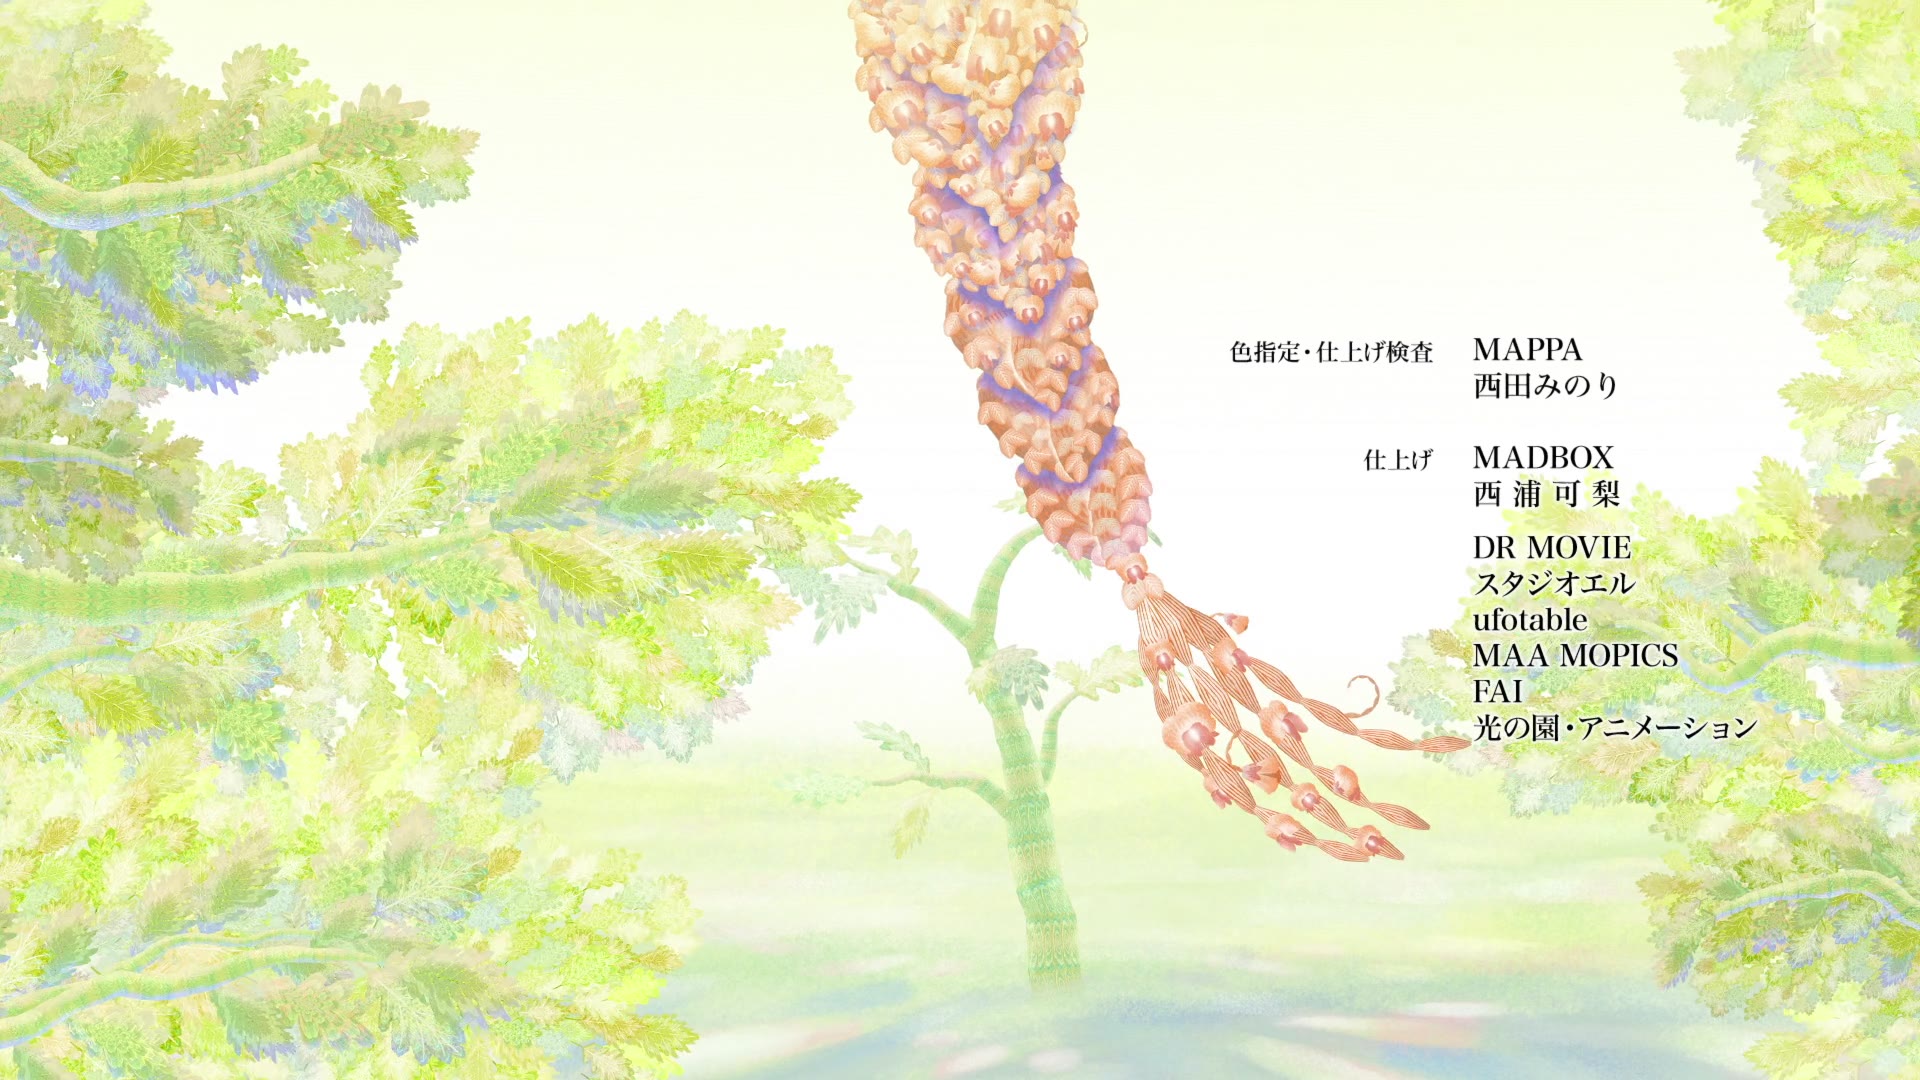 色指定・仕上げ検査 MAPPA
西田みのり
仕上げ MADBOX
西浦可梨
DR MOVIE
スタジオエル
ufotable
MAA MOPICS
FAI
光の園・アニメーション